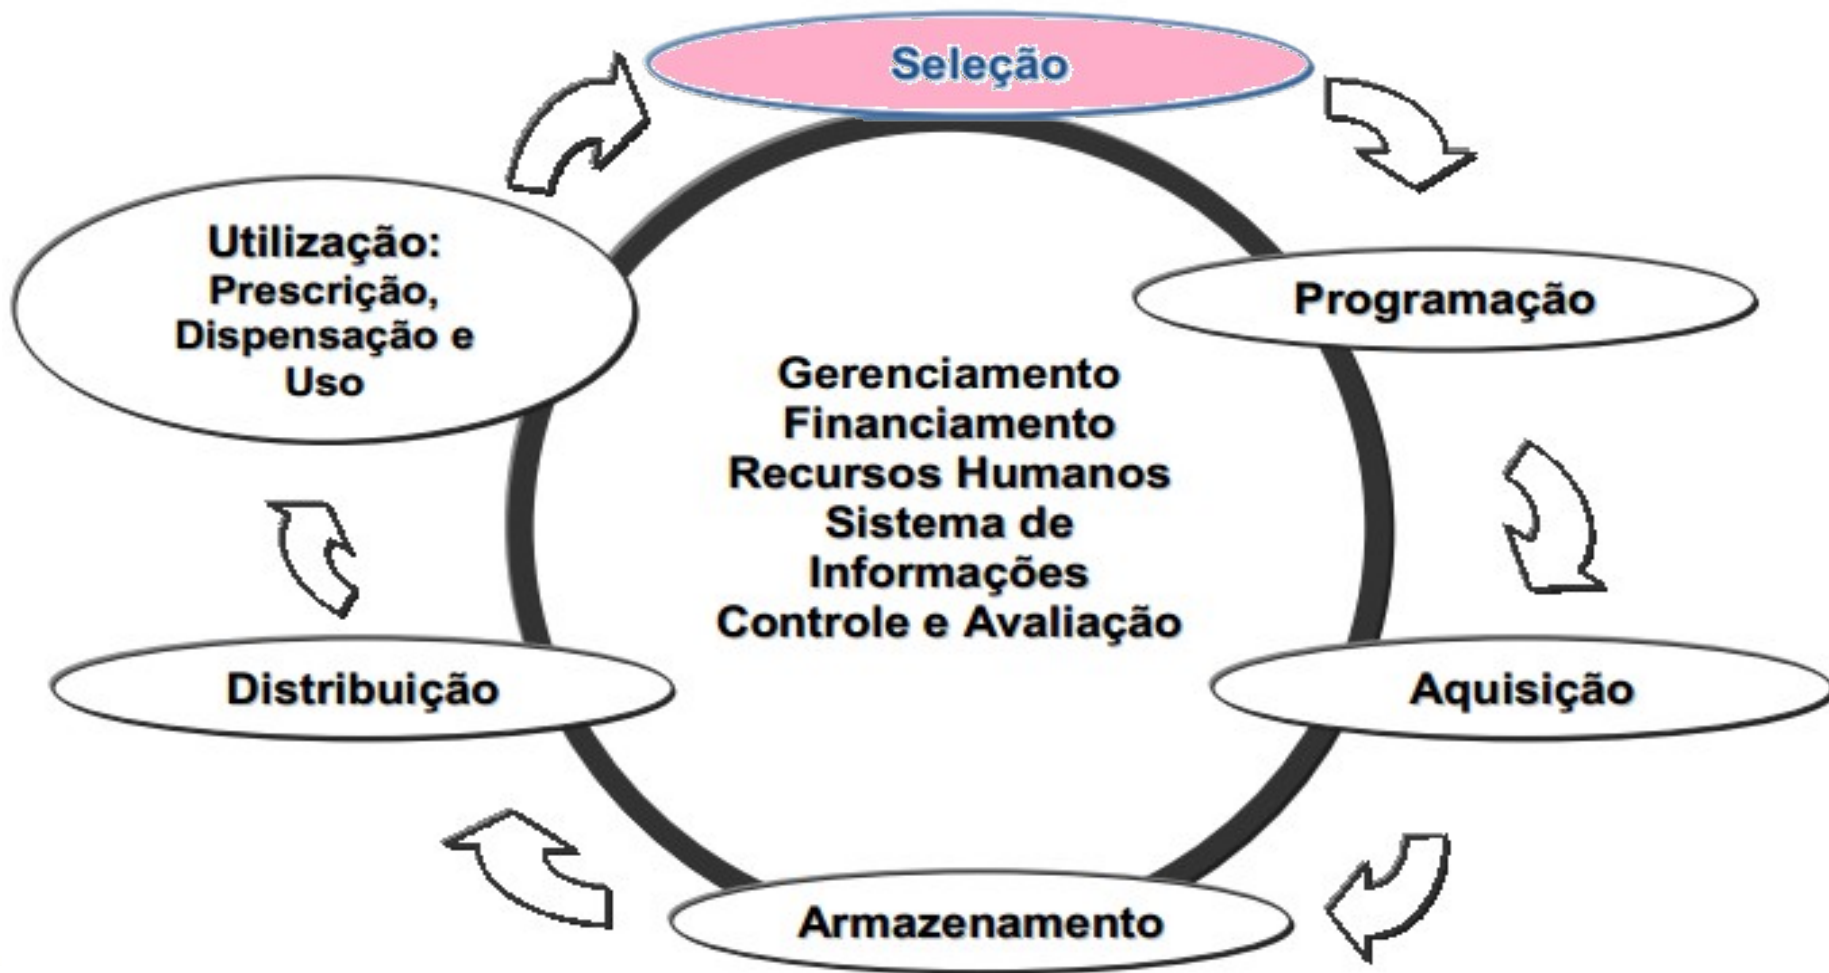 Seleção
Utilização:
Prescrição,
Dispensação e
Uso
Programação
Gerenciamento
Financiamento
Recursos Humanos
Sistema de
Informações
Controle e Avaliação
Distribuição
Aquisição
Armazenamento